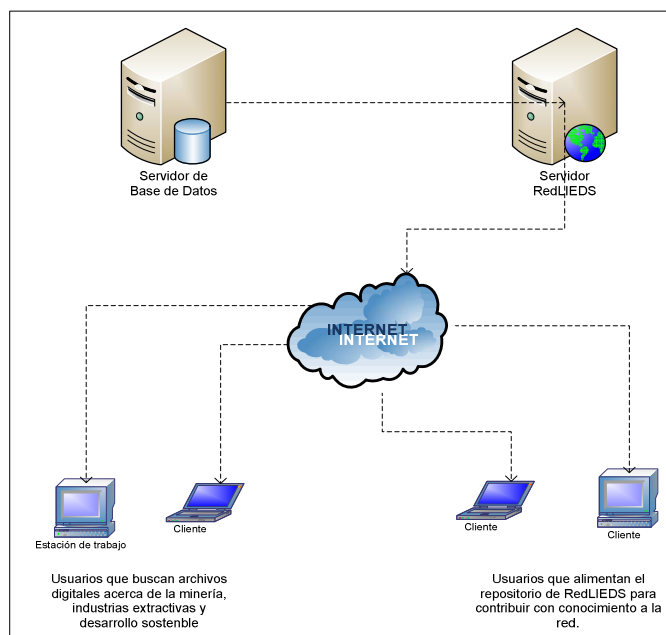 Servidor de
Base de Datos
Servidor
RedLIEDS
INTERNET
INTERNET
Estación de trabajo
Cliente
Cliente
Cliente
Usuarios que buscan archivos
digitales acerca de la minería,
industrias extractivas y
desarrollo sostenble
Usuarios que alimentan el
repositorio de RedLIEDS para
contribuir con conocimiento a la
red.